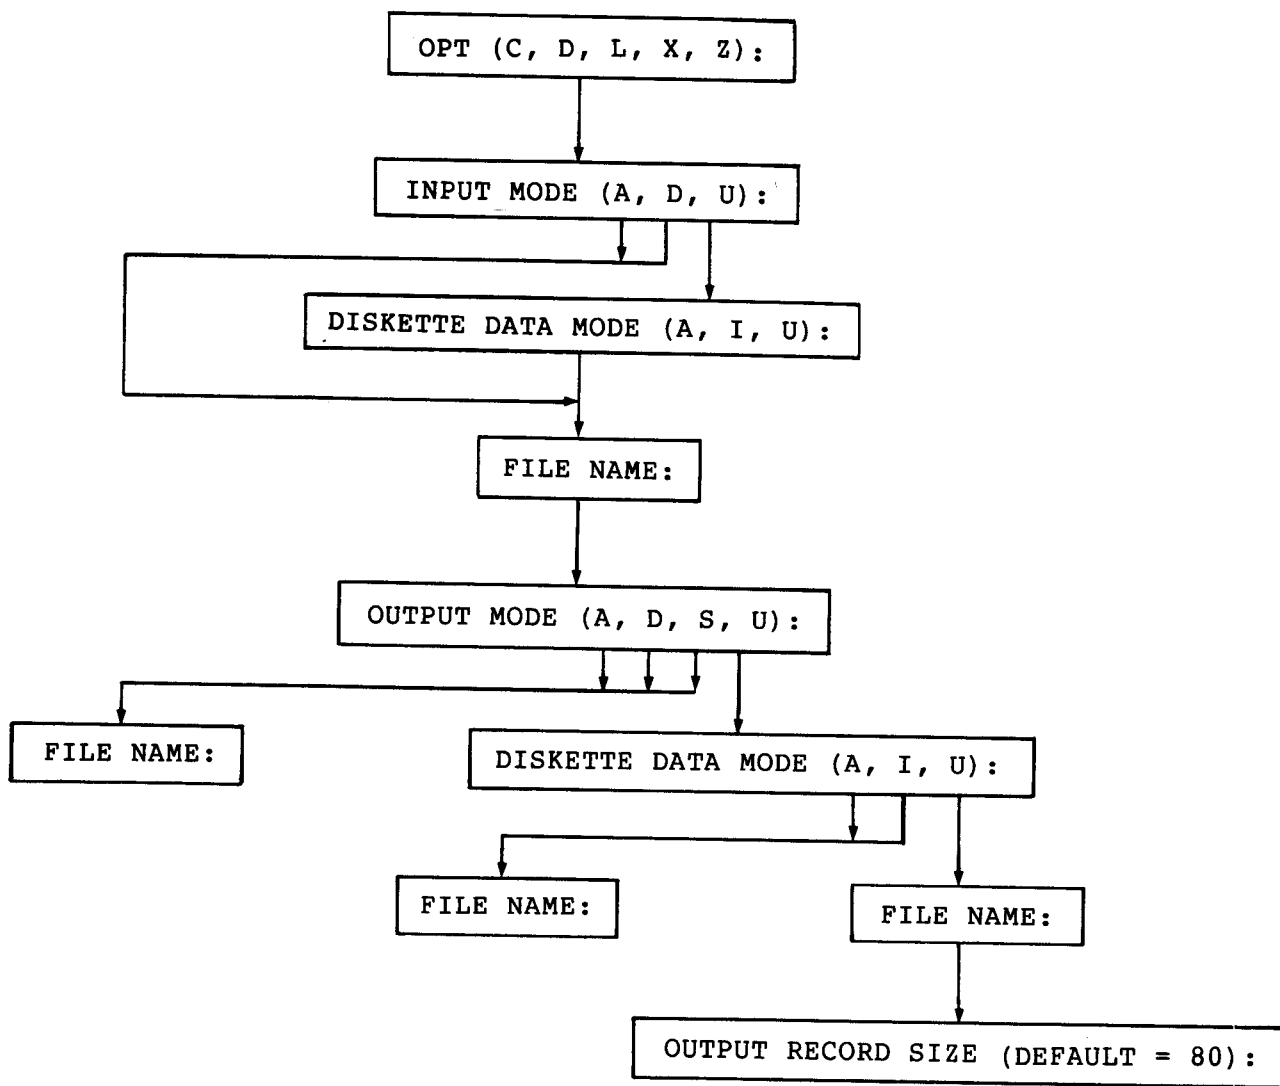 OPT (C, D, L, X, Z):
INPUT MODE (A, D, U):
DISKETTE DATA MODE (A, I, U):
FILE NAME:
OUTPUT MODE (A, D, S, U):
FILE NAME:
DISKETTE DATA MODE (A, I, U):
FILE NAME:
FILE NAME:
OUTPUT RECORD SIZE (DEFAULT = 80):